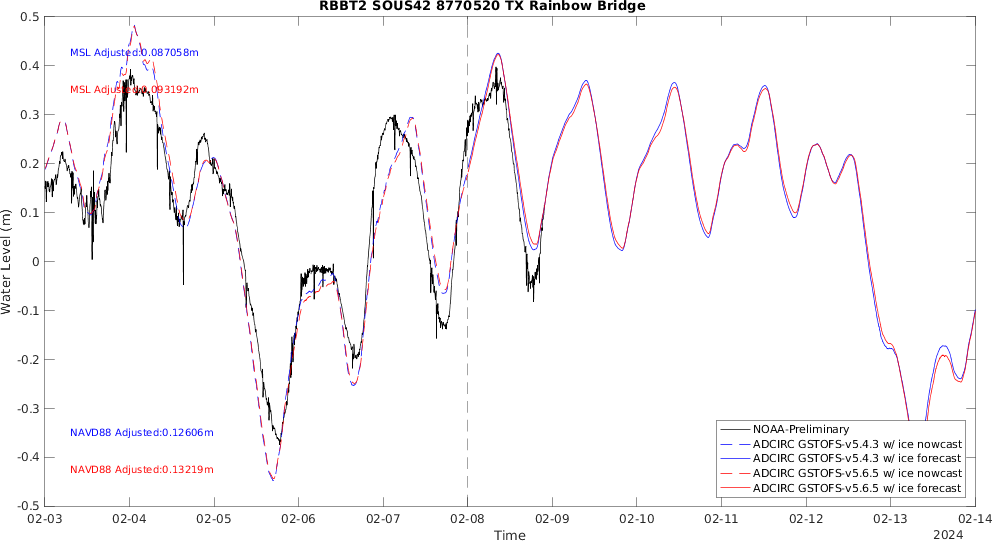 RBBT2 SOUS42 8770520 TX Rainbow Bridge
0.5
0.4
0.3
0.2
0.1
0
-0.1
-0.2
-0.3
-0.4
-0.5
Water Level (m)
MSL Adjusted:0.087058m
MSL Adjusted:0.093192m
NAVD88 Adjusted:0.12606m
NAVD88 Adjusted:0.13219m
NOAA-Preliminary
ADCIRC GSTOFS-v5.4.3 w/ ice nowcast
ADCIRC GSTOFS-v5.4.3 w/ ice forecast
ADCIRC GSTOFS-v5.6.5 w/ ice nowcast
ADCIRC GSTOFS-v5.6.5 w/ ice forecast
02-03 02-04 02-05 02-06 02-07 02-08 02-09 02-10 02-11 02-12 02-13 02-14
Time
2024